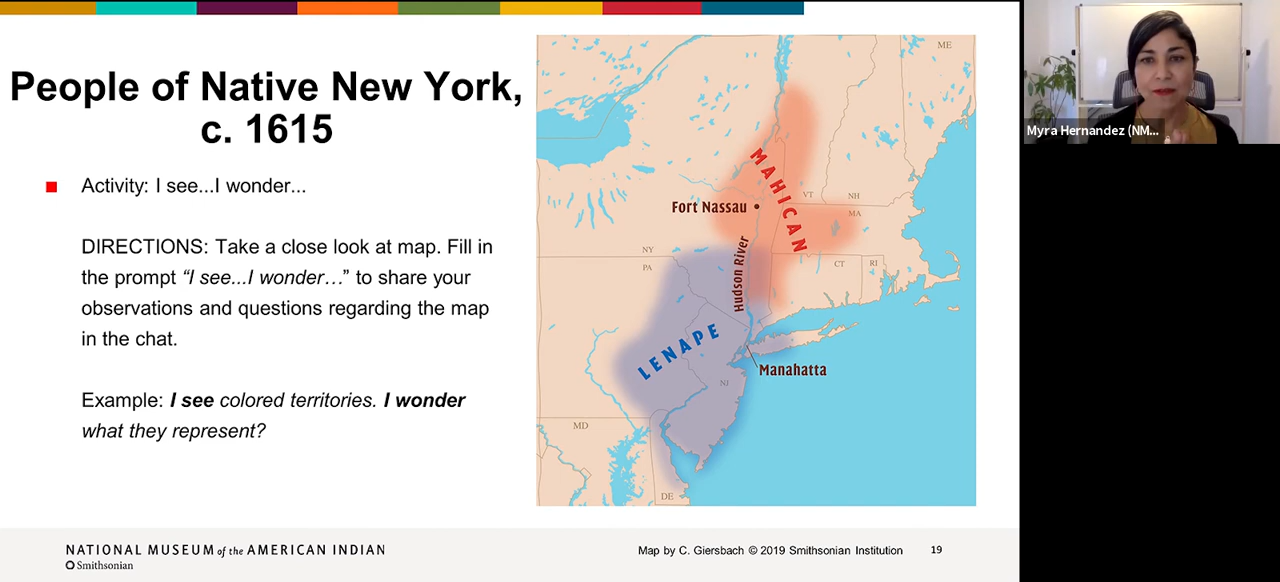 People of Native New York,
c. 1615
Activity: I see...I wonder...
DIRECTIONS: Take a close look at map. Fill in
the prompt “I see...I wonder…” to share your
observations and questions regarding the map
in the chat.
Example: I see colored territories. I wonder
what they represent?
ME
MAHICAN
VT
NH
Fort Nassau
MA
NY
PA
CT
RI
Hudson River
LENAPE
Manahatta
NJ
MD
DE
NATIONAL MUSEUM of the AMERICAN INDIAN
Smithsonian
Map by C. Giersbach © 2019 Smithsonian Institution
19
Myra Hernandez (NM...